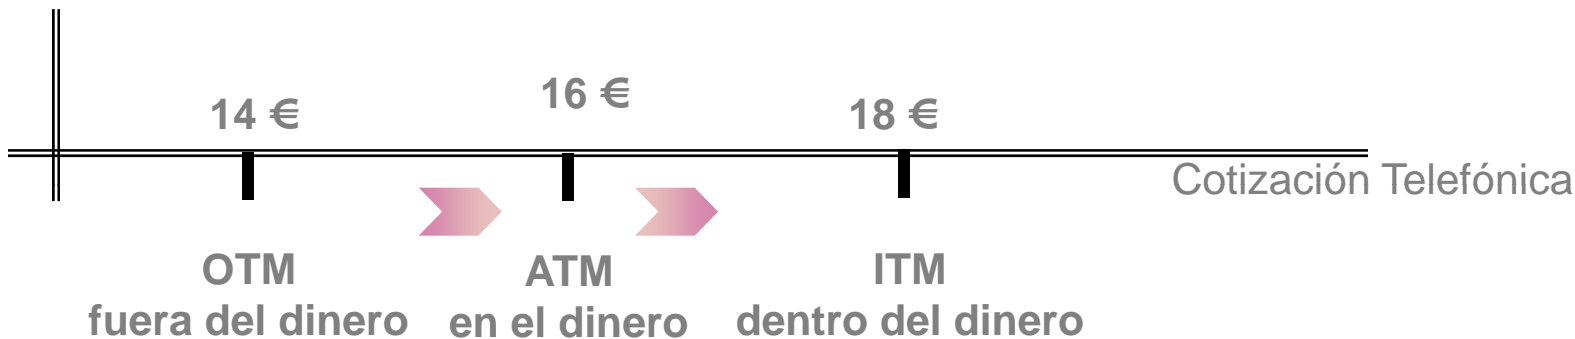 14 €
16 €
18 €
Cotización Telefónica
OTM
fuera del dinero
ATM
en el dinero
ITM
dentro del dinero